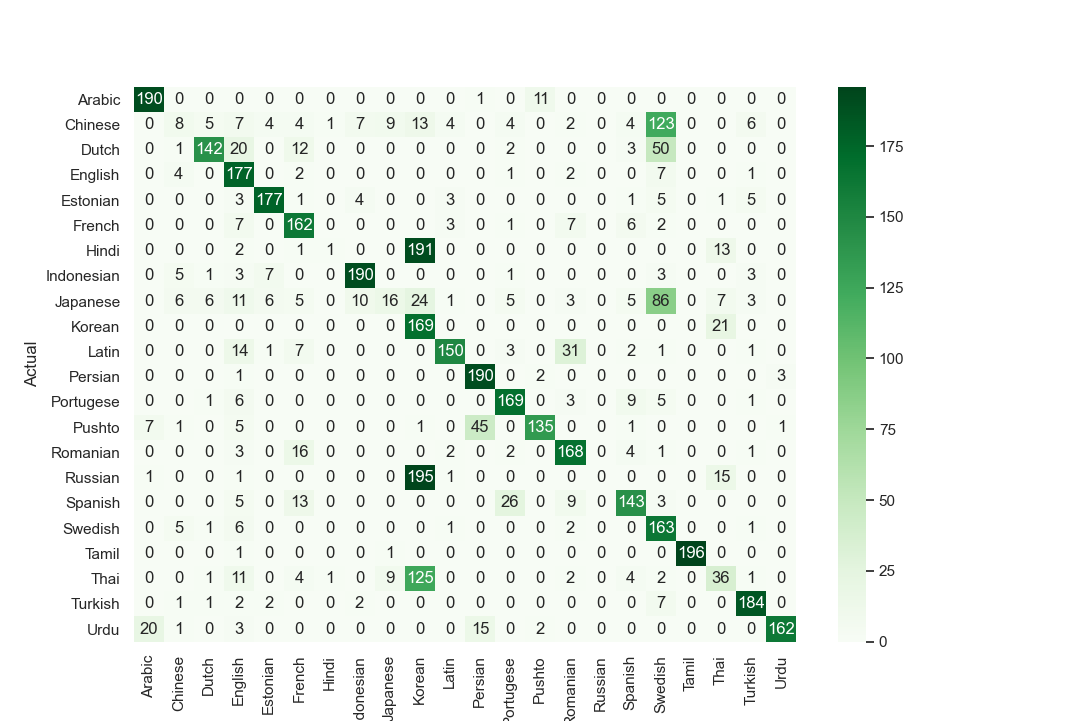 Arabic 190 0 0 0 0 0 0 0 0 0 0 1 0 11 0 0 0 0 0 0 0 0
Chinese 0 8 5 7 4 4 1 7 9 13 4 0 4 0 2 0 4 123 0 0 6 0
Dutch 0 1 142 20 0 12 0 0 0 0 0 0 2 0 0 0 3 50 0 0 0 0
English 0 4 0 177 0 2 0 0 0 0 0 0 1 0 2 0 0 7 0 0 1 0
Estonian 0 0 0 3 177 1 0 4 0 0 3 0 0 0 0 0 1 5 0 1 5 0
French 0 0 0 7 0 162 0 0 0 0 3 0 1 0 7 0 6 2 0 0 0 0
Hindi 0 0 0 2 0 1 1 0 0 191 0 0 0 0 0 0 0 0 0 13 0 0
Indonesian 0 5 1 3 7 0 0 190 0 0 0 0 1 0 0 0 0 3 0 0 3 0
Japanese 0 6 6 11 6 5 0 10 16 24 1 0 5 0 3 0 5 86 0 7 3 0
Korean 0 0 0 0 0 0 0 0 0 169 0 0 0 0 0 0 0 0 0 21 0 0
Latin 0 0 0 14 1 7 0 0 0 0 150 0 3 0 31 0 2 1 0 0 1 0
Persian 0 0 0 1 0 0 0 0 0 0 0 190 0 2 0 0 0 0 0 0 0 3
Portugese 0 0 1 6 0 0 0 0 0 0 0 0 169 0 3 0 9 5 0 0 1 0
Pushto 7 1 0 5 0 0 0 0 0 1 0 45 0 135 0 0 1 0 0 0 0 1
Romanian 0 0 0 3 0 16 0 0 0 0 2 0 2 0 168 0 4 1 0 0 1 0
Russian 1 0 0 1 0 0 0 0 0 195 1 0 0 0 0 0 0 0 0 15 0 0
Spanish 0 0 0 5 0 13 0 0 0 0 0 0 26 0 9 0 143 3 0 0 0 0
Swedish 0 5 1 6 0 0 0 0 0 0 1 0 0 0 2 0 0 163 0 0 1 0
Tamil 0 0 0 1 0 0 0 0 1 0 0 0 0 0 0 0 0 0 196 0 0 0
Thai 0 0 1 11 0 4 1 0 9 125 0 0 0 0 2 0 4 2 0 36 1 0
Turkish 0 1 1 2 2 0 0 2 0 0 0 0 0 0 0 0 0 7 0 0 184 0
Urdu 20 1 0 3 0 0 0 0 0 0 0 15 0 2 0 0 0 0 0 0 0 162
Actual
Arabic
Chinese
Dutch
English
Estonian
French
Hindi
donesian
Japanese
Korean
Latin
Persian
Portugese
Pushto
Romanian
Russian
Spanish
Swedish
Tamil
Thai
Turkish
Urdu
175
150
125
100
75
50
25
0